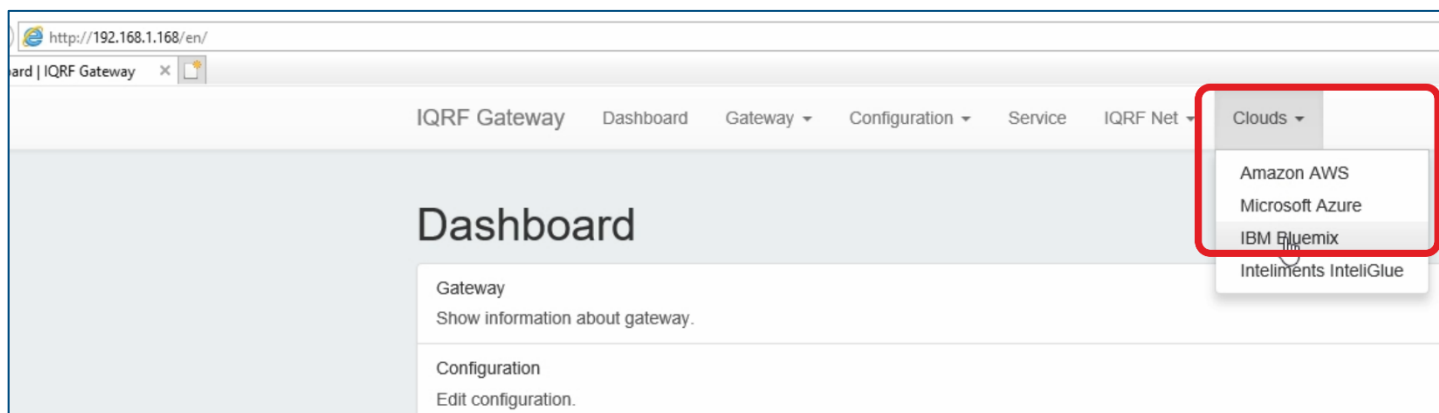 http://192.168.1.168/en/
ard | IQRF Gateway
IQRF Gateway Dashboard Gateway Configuration Service IQRF Net Clouds
Amazon AWS
Microsoft Azure
IBM Bluemix
Inteliments InteliGlue
Dashboard
Gateway
Show information about gateway.
Configuration
Edit configuration.